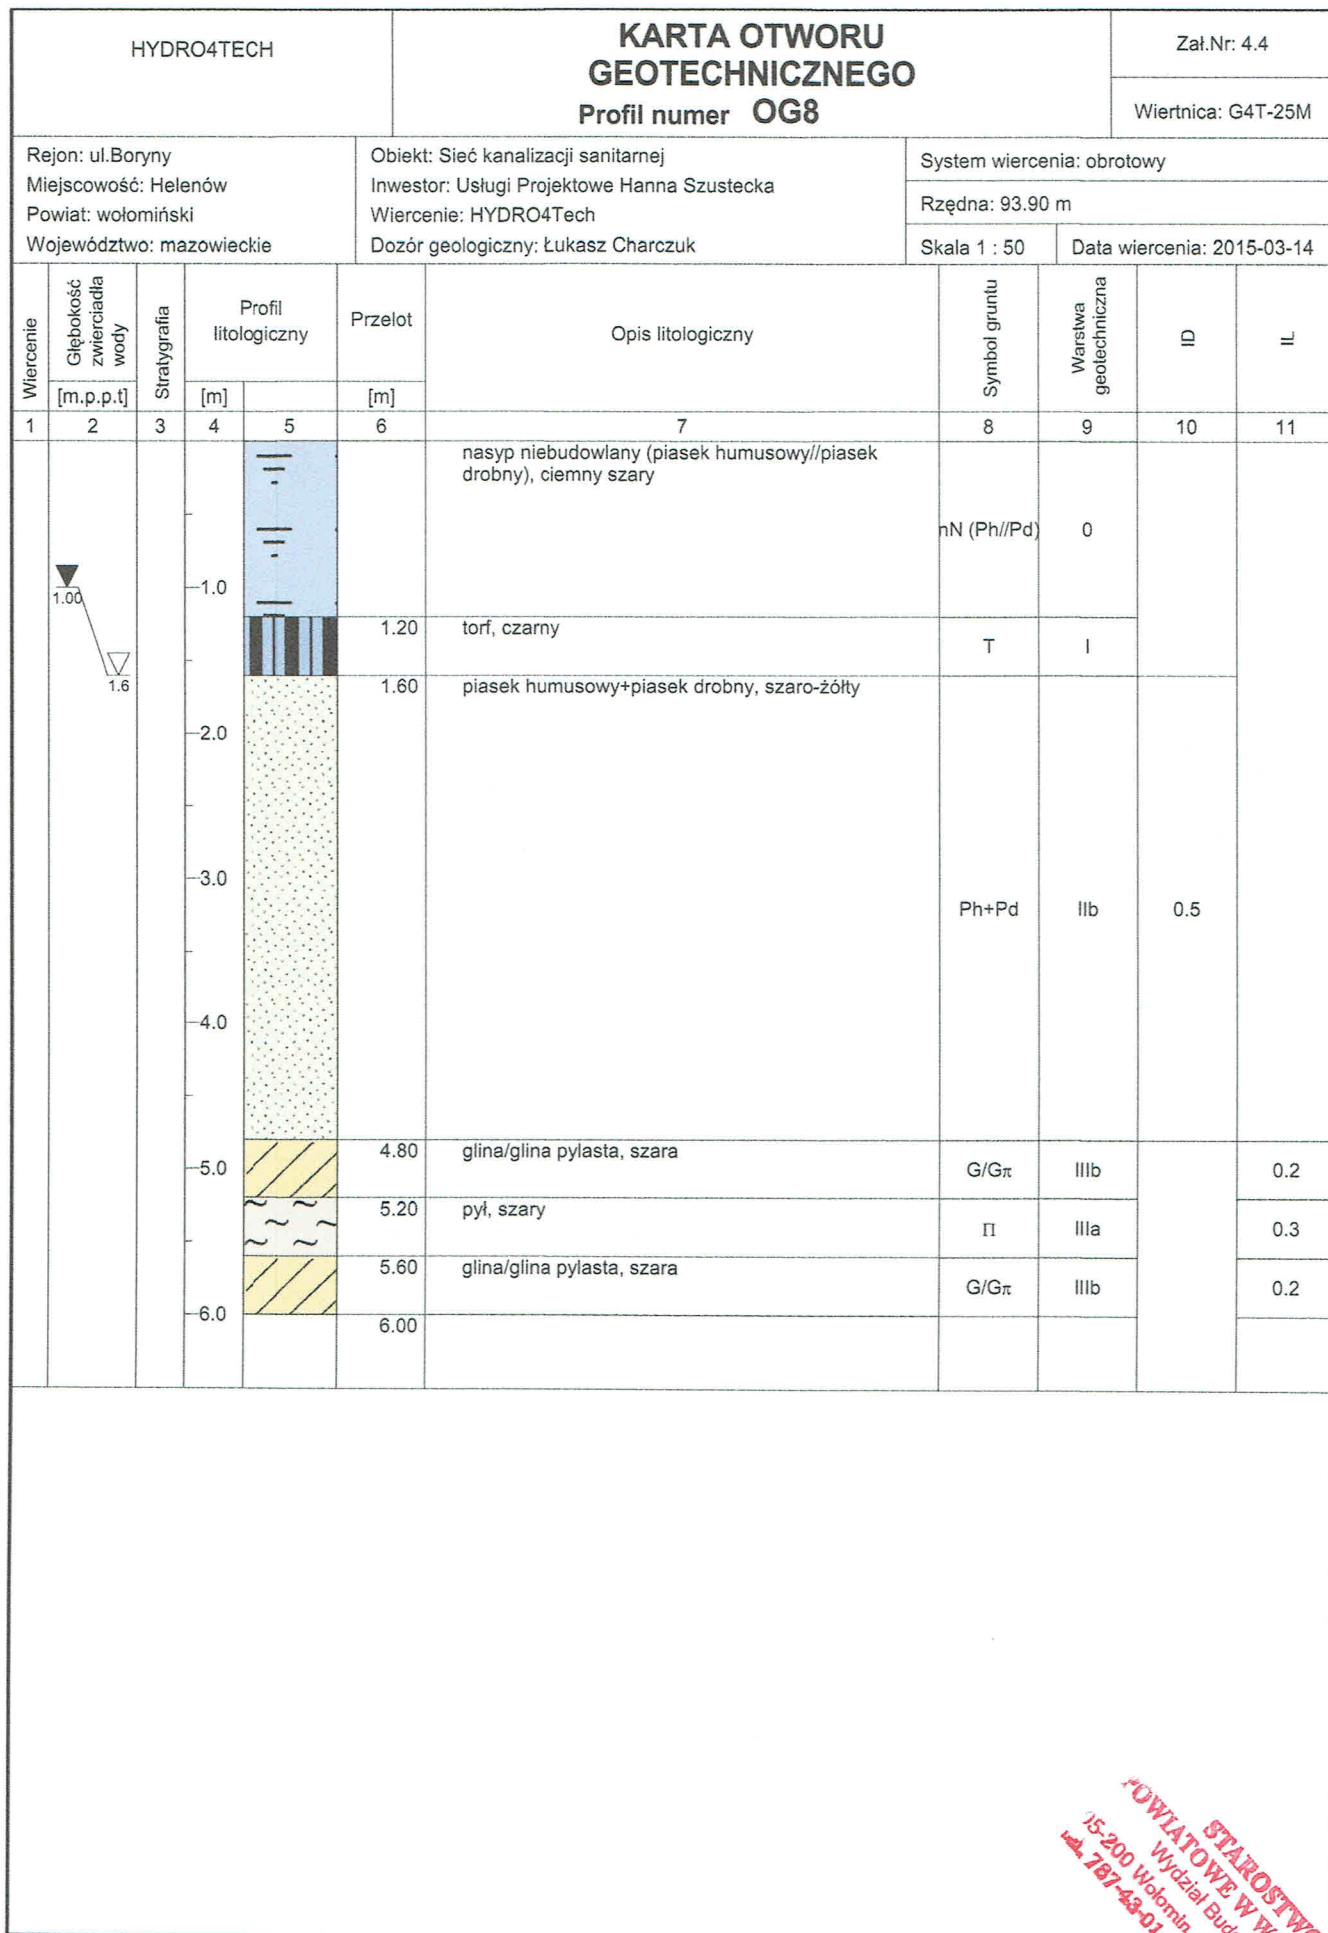 HYDRO4TECH
KARTA OTWORU
GEOTECHNICZNEGO
Profil numer OG8
Zał.Nr: 4.4
Wiertnica: G4T-25M
Rejon: ul.Boryny
Miejscowość: Helenów
Powiat: wołomiński
Województwo: mazowieckie
Obiekt: Sieć kanalizacji sanitarnej
Inwestor: Usługi Projektowe Hanna Szustecka
Wiercenie: HYDRO4Tech
Dozór geologiczny: Łukasz Charczuk
System wiercenia: obrotowy
Rzędna: 93.90 m
Skala 1 : 50
Data wiercenia: 2015-03-14
Wiercenie
Głębokość
zwierciadła
wody
[m.p.p.t]
Stratygrafia
Profil
litologiczny
[m]
Przelot
[m]
Opis litologiczny
Symbol gruntu
Warstwa
geotechniczna
ID
IL
1 2 3 4 5 6 7 8 9 10 11
nasyp niebudowlany (piasek humusowy//piasek
drobny), ciemny szary
nN (Ph//Pd) 0
1.0
1.00
1.20 torf, czarny
T I
1.6
1.60 piasek humusowy+piasek drobny, szaro-żółty
2.0
3.0
Ph+Pd IIb 0.5
4.0
4.80 glina/glina pylasta, szara
5.0
G/Gπ IIIb 0.2
5.20 pył, szary
Π IIIa 0.3
5.60 glina/glina pylasta, szara
G/Gπ IIIb 0.2
6.0
6.00
STAROSTWO
POWIATOWE W W
Wydział Bud
05-200 Wołomin
787-43-01